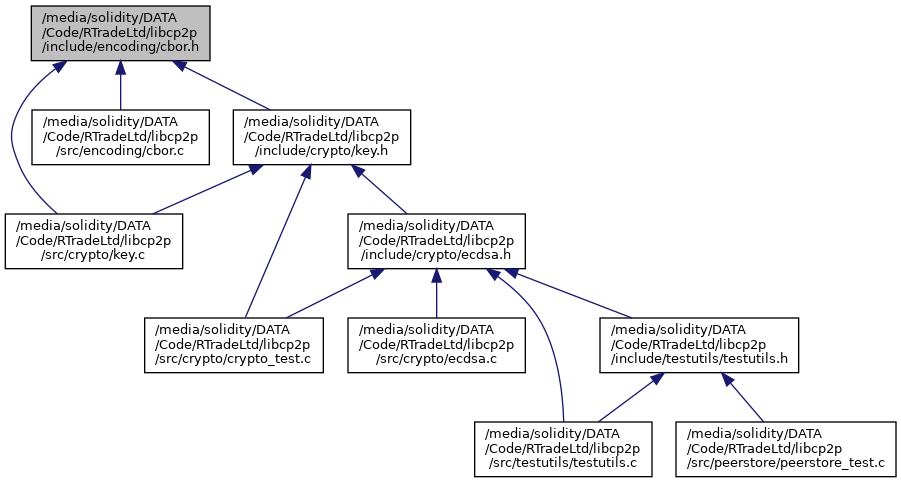 /media/solidity/DATA
/Code/RTradeLtd/libcp2p
/include/encoding/cbor.h
/media/solidity/DATA
/Code/RTradeLtd/libcp2p
/src/encoding/cbor.c
/media/solidity/DATA
/Code/RTradeLtd/libcp2p
/include/crypto/key.h
/media/solidity/DATA
/Code/RTradeLtd/libcp2p
/src/crypto/key.c
/media/solidity/DATA
/Code/RTradeLtd/libcp2p
/include/crypto/ecdsa.h
/media/solidity/DATA
/Code/RTradeLtd/libcp2p
/src/crypto/crypto_test.c
/media/solidity/DATA
/Code/RTradeLtd/libcp2p
/src/crypto/ecdsa.c
/media/solidity/DATA
/Code/RTradeLtd/libcp2p
/include/testutils/testutils.h
/media/solidity/DATA
/Code/RTradeLtd/libcp2p
/src/testutils/testutils.c
/media/solidity/DATA
/Code/RTradeLtd/libcp2p
/src/peerstore/peerstore_test.c